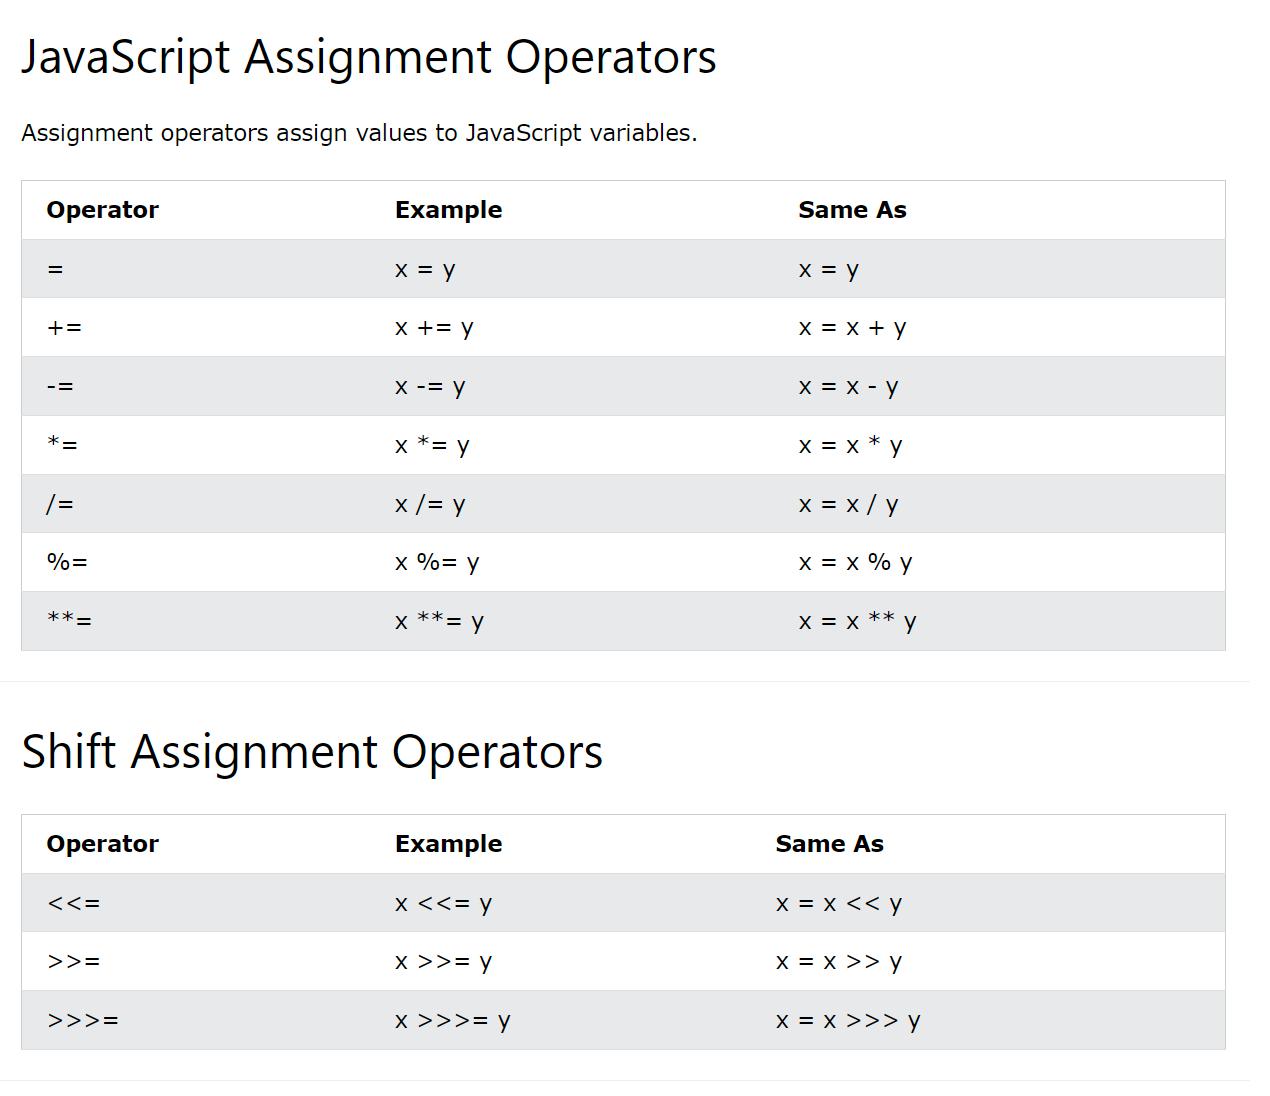 JavaScript Assignment Operators
Assignment operators assign values to JavaScript variables.
Operator Example Same As
= x = y x = y
+= x += y x = x + y
-= x -= y x = x - y
*= x *= y x = x * y
/= x /= y x = x / y
%= x %= y x = x % y
**= x **= y x = x ** y
Shift Assignment Operators
Operator Example Same As
<<= x <<= y x = x << y
>>= x >>= y x = x >> y
>>>= x >>>= y x = x >>> y